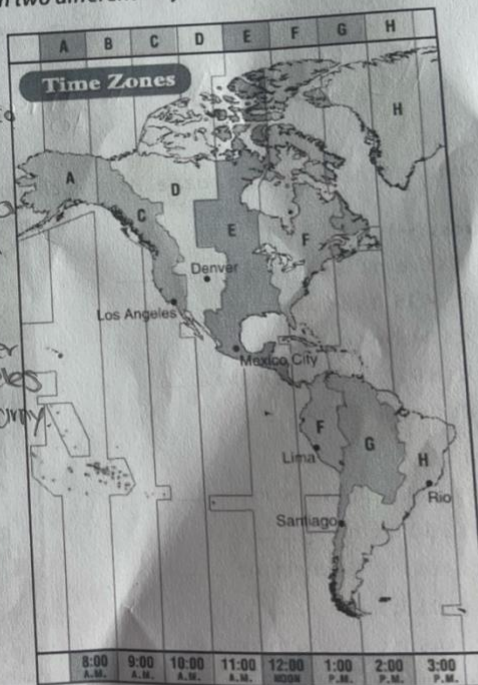 A B C D E F G H
Time Zones
H
A
D
C
E
F
Denver
Los Angeles
Mexico City
F
G
Lima
H
Rio
Santiago
8:00 9:00 10:00 11:00 12:00 1:00 2:00 3:00
A.M. A.M. A.M. A.M. NOON P.M. P.M. P.M.